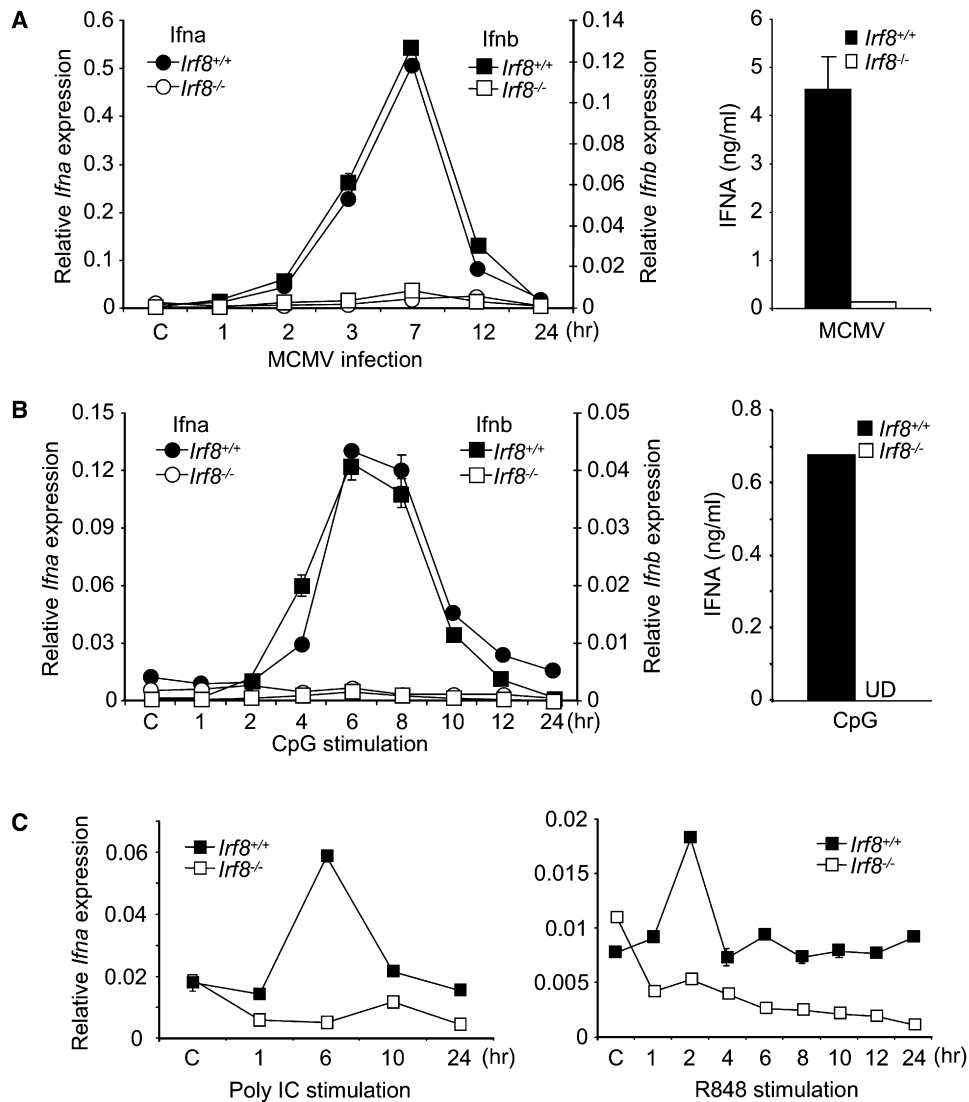 A
Ifna
Irf8+/+
Irf8-/-
Ifnb
Irf8+/+
Irf8-/-
Relative Ifna expression
0.6
0.5
0.4
0.3
0.2
0.1
0
Relative Ifnb expression
0.14
0.12
0.1
0.08
0.06
0.04
0.02
0
C 1 2 3 7 12 24 (hr)
MCMV infection
Irf8+/+
Irf8-/-
IFNA (ng/ml)
6
5
4
3
2
1
0
MCMV
B
Ifna
Irf8+/+
Irf8-/-
Ifnb
Irf8+/+
Irf8-/-
Relative Ifna expression
0.15
0.12
0.09
0.06
0.03
0
Relative Ifnb expression
0.05
0.04
0.03
0.02
0.01
0
C 1 2 4 6 8 10 12 24 (hr)
CpG stimulation
Irf8+/+
Irf8-/-
IFNA (ng/ml)
0.8
0.6
0.4
0.2
0
UD
CpG
C
Relative Ifna expression
0.06
0.04
0.02
0
Irf8+/+
Irf8-/-
C 1 6 10 24 (hr)
Poly IC stimulation
0.02
0.015
0.01
0.005
0
Irf8+/+
Irf8-/-
C 1 2 4 6 8 10 12 24 (hr)
R848 stimulation